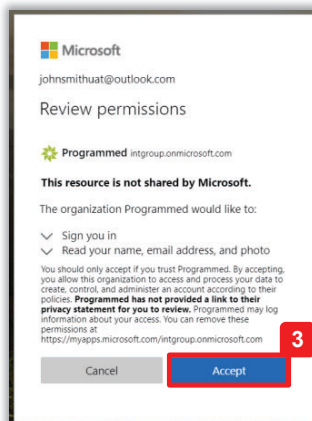 Microsoft
johnsmithuat@outlook.com
Review permissions
Programmed intgroup.onmicrosoft.com
This resource is not shared by Microsoft.
The organization Programmed would like to:
Sign you in
Read your name, email address, and photo
You should only accept if you trust Programmed. By accepting,
you allow this organization to access and process your data to
create, control, and administer an account according to their
policies. Programmed has not provided a link to their
privacy statement for you to review. Programmed may log
information about your access. You can remove these
permissions at
https://myapps.microsoft.com/intgroup.onmicrosoft.com
3
Cancel Accept